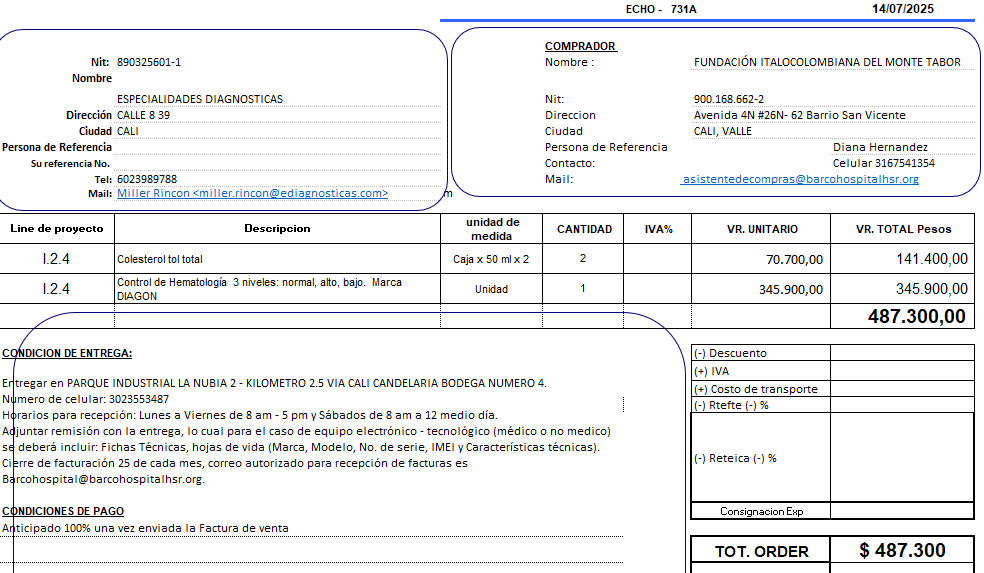 ECHO - 731A 14/07/2025
Nit: 890325601-1
Nombre
ESPECIALIDADES DIAGNOSTICAS
Dirección CALLE 8 39
Ciudad CALI
Persona de Referencia
Su referencia No.
Tel: 6023989788
Mail: Miller Rincon <miller.rincon@ediagnosticas.com> m
COMPRADOR
Nombre : FUNDACIÓN ITALOCOLOMBIANA DEL MONTE TABOR
Nit: 900.168.662-2
Direccion Avenida 4N #26N- 62 Barrio San Vicente
Ciudad CALI, VALLE
Persona de Referencia Diana Hernandez
Contacto: Celular 3167541354
Mail: asistentedecompras@barcohospitalhsr.org
Line de proyecto Descripcion unidad de medida CANTIDAD IVA% VR. UNITARIO VR. TOTAL Pesos
I.2.4 Colesterol tol total Caja x 50 ml x 2 2 70.700,00 141.400,00
I.2.4 Control de Hematología 3 niveles: normal, alto, bajo. Marca DIAGON Unidad 1 345.900,00 345.900,00
487.300,00
CONDICION DE ENTREGA:
Entregar en PARQUE INDUSTRIAL LA NUBIA 2 - KILOMETRO 2.5 VIA CALI CANDELARIA BODEGA NUMERO 4.
Numero de celular: 3023553487
Horarios para recepción: Lunes a Viernes de 8 am - 5 pm y Sábados de 8 am a 12 medio día.
Adjuntar remisión con la entrega, lo cual para el caso de equipo electrónico - tecnológico (médico o no medico)
se deberá incluir: Fichas Técnicas, hojas de vida (Marca, Modelo, No. de serie, IMEI y Características técnicas).
Cierre de facturación 25 de cada mes, correo autorizado para recepción de facturas es
Barcohospital@barcohospitalhsr.org.
CONDICIONES DE PAGO
Anticipado 100% una vez enviada la Factura de venta
(-) Descuento
(+) IVA
(+) Costo de transporte
(-) Rtefte (-) %
(-) Reteica (-) %
Consignacion Exp
TOT. ORDER $ 487.300